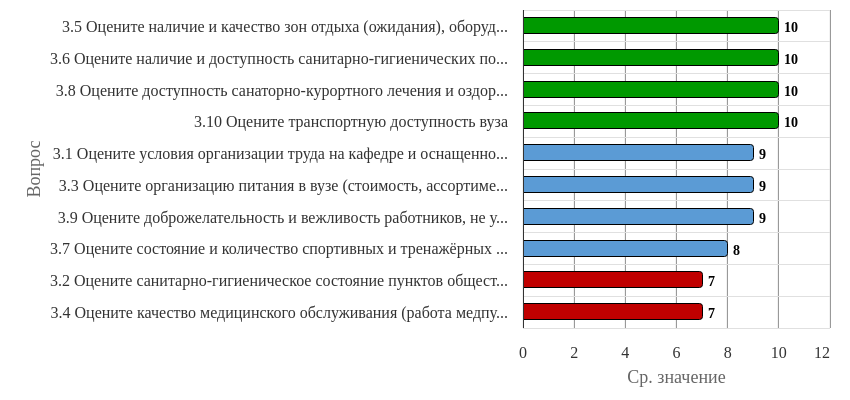 3.5 Оцените наличие и качество зон отдыха (ожидания), оборуд... 10
3.6 Оцените наличие и доступность санитарно-гигиенических по... 10
3.8 Оцените доступность санаторно-курортного лечения и оздор... 10
3.10 Оцените транспортную доступность вуза 10
3.1 Оцените условия организации труда на кафедре и оснащенно... 9
3.3 Оцените организацию питания в вузе (стоимость, ассортиме... 9
3.9 Оцените доброжелательность и вежливость работников, не у... 9
3.7 Оцените состояние и количество спортивных и тренажёрных ... 8
3.2 Оцените санитарно-гигиеническое состояние пунктов общест... 7
3.4 Оцените качество медицинского обслуживания (работа медпу... 7
Вопрос
0 2 4 6 8 10 12
Ср. значение